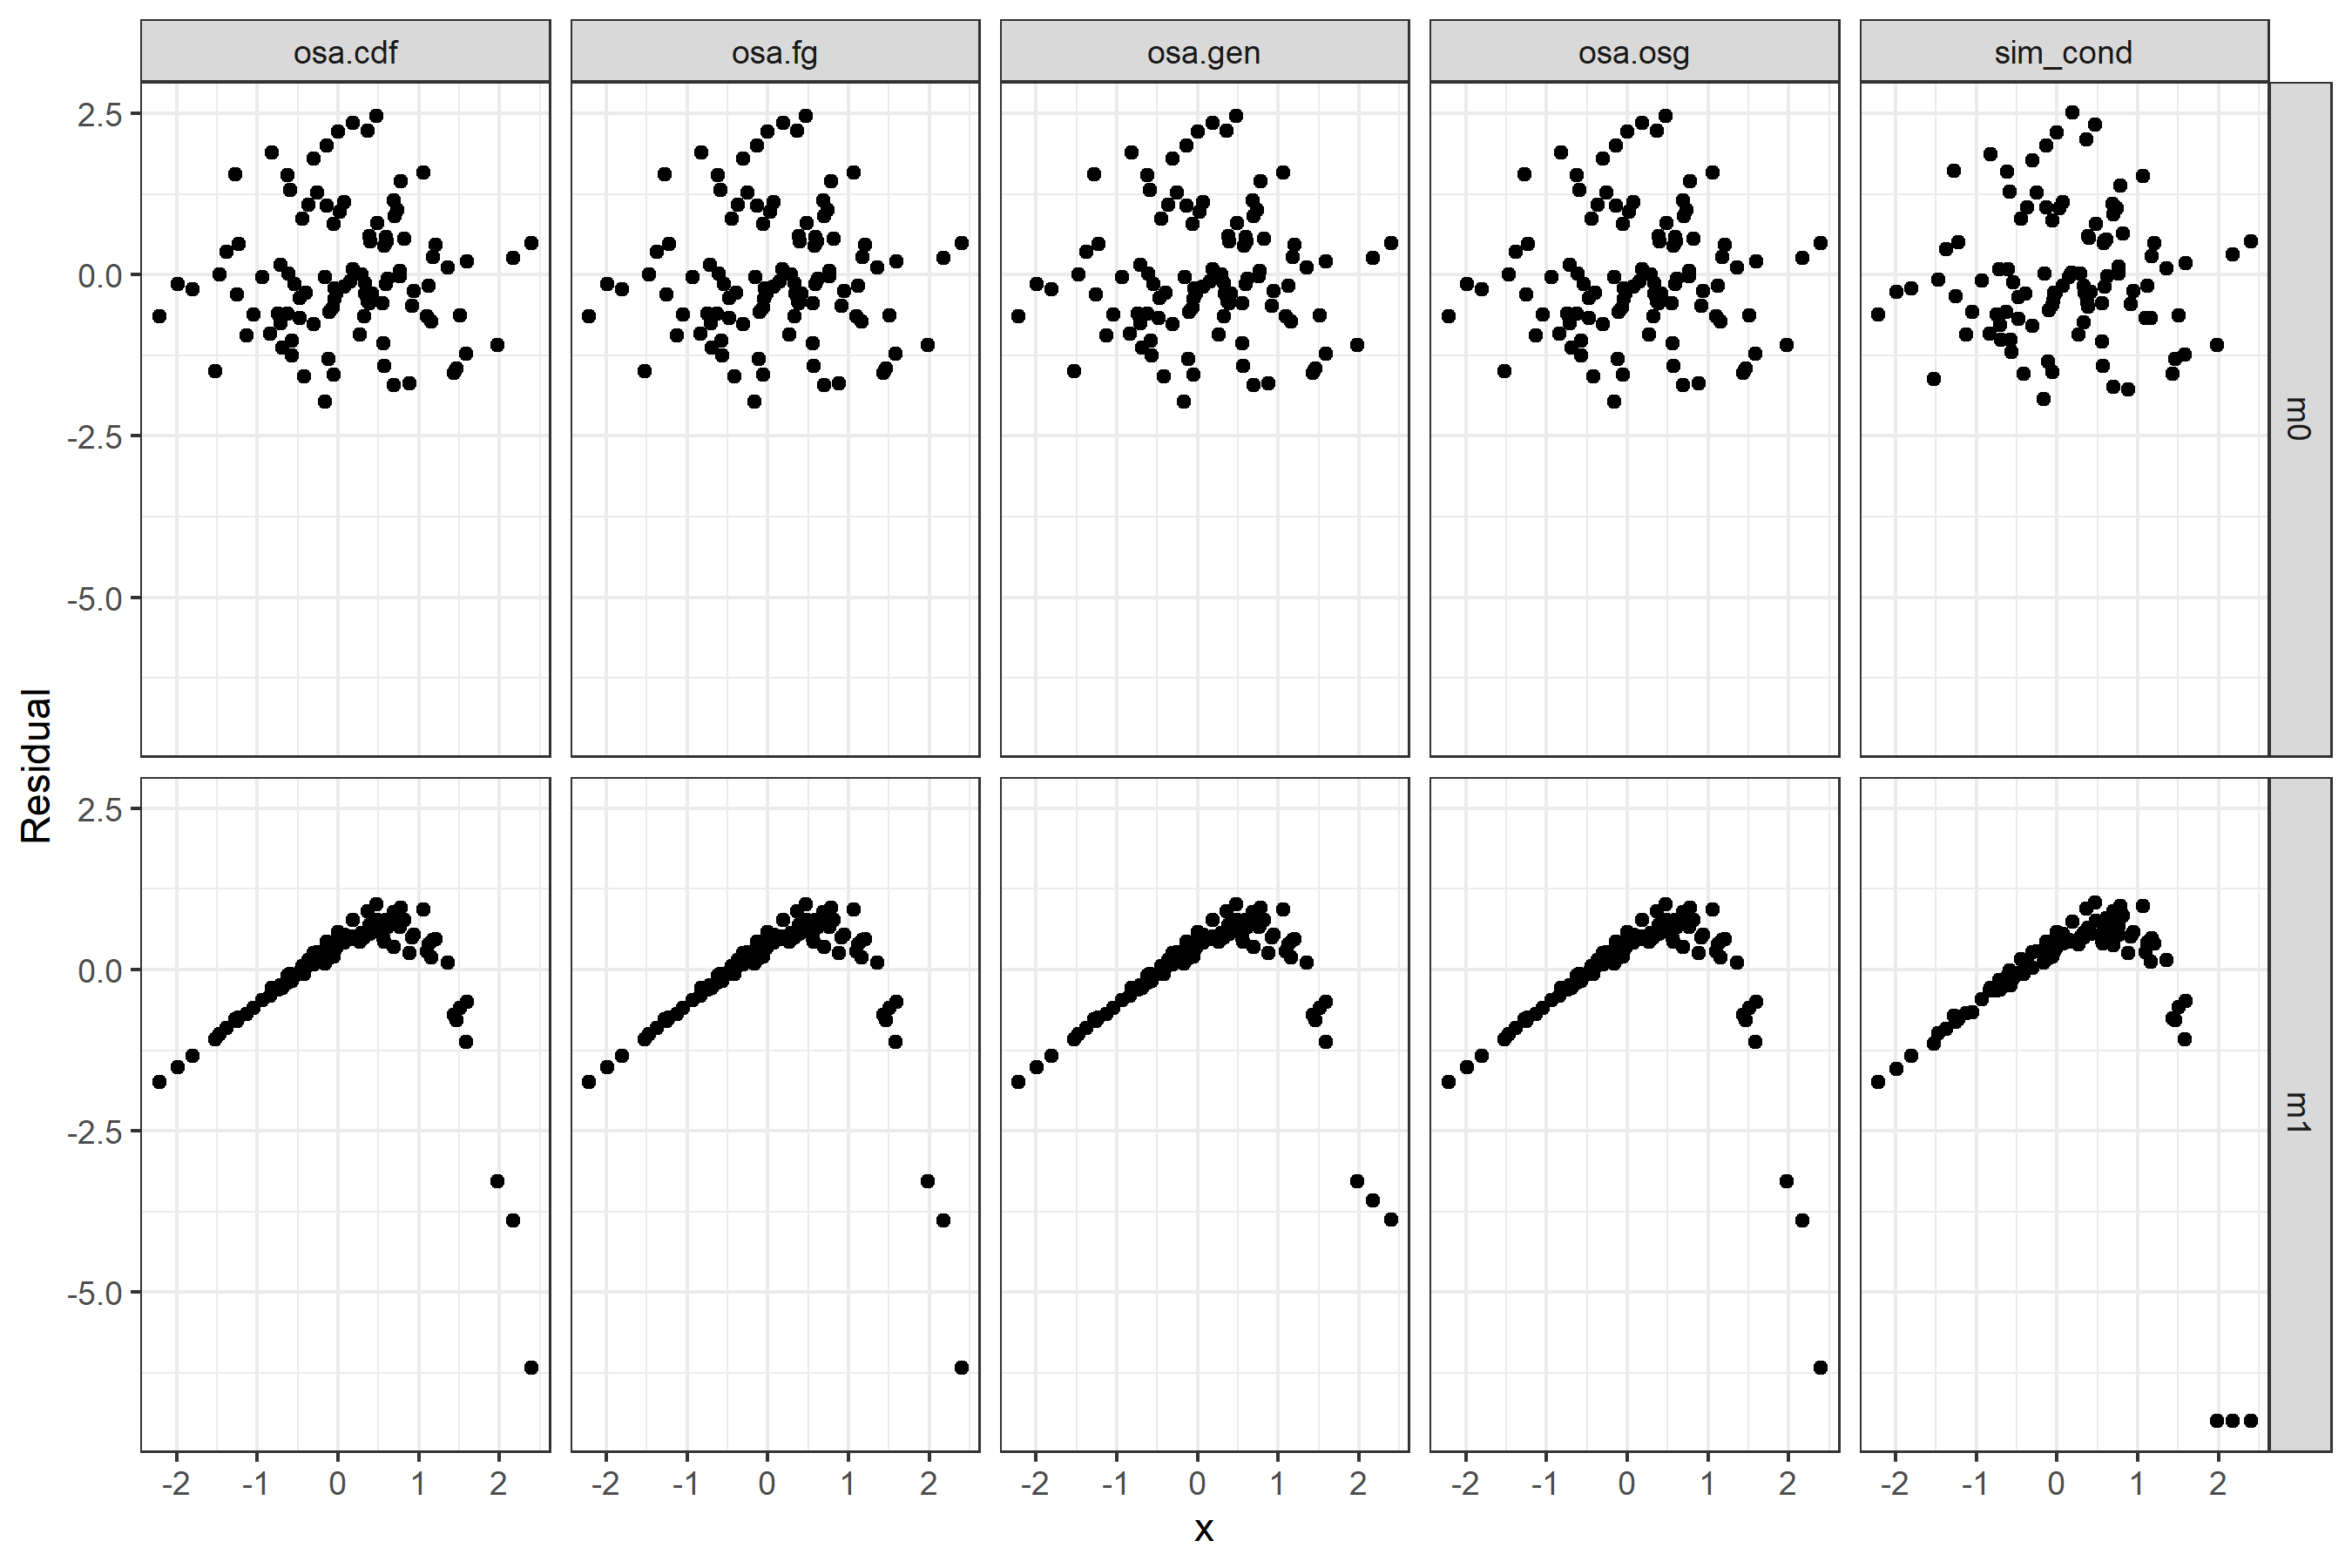 osa.cdf
osa.fg
osa.gen
osa.osg
sim_cond
2.5
0.0
-2.5
-5.0
m0
Residual
2.5
0.0
-2.5
-5.0
m1
-2 -1 0 1 2
-2 -1 0 1 2
-2 -1 0 1 2
-2 -1 0 1 2
-2 -1 0 1 2
x